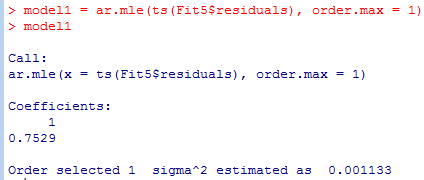 > model1 = ar.mle(ts(Fit5$residuals), order.max = 1)
> model1
Call:
ar.mle(x = ts(Fit5$residuals), order.max = 1)
Coefficients:
1
0.7529
Order selected 1  sigma^2 estimated as  0.001133